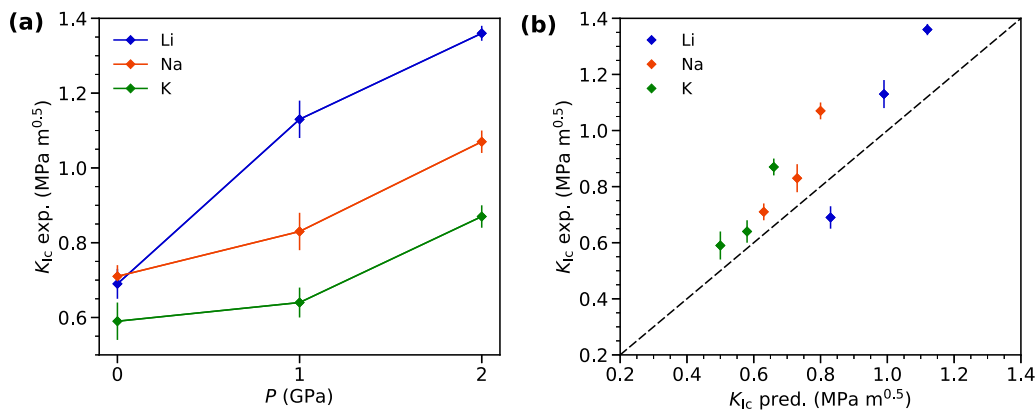 (a)
1.4
1.2
1.0
0.8
0.6
K_Ic exp. (MPa m^0.5)
Li
Na
K
0 1 2
P (GPa)
(b)
1.4
1.2
1.0
0.8
0.6
0.4
0.2
K_Ic exp. (MPa m^0.5)
Li
Na
K
0.2 0.4 0.6 0.8 1.0 1.2 1.4
K_Ic pred. (MPa m^0.5)